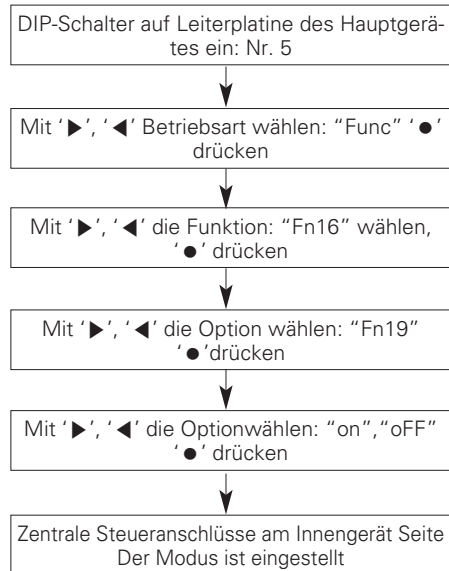 DIP-Schalter auf Leiterplatine des Hauptgerä-
tes ein: Nr. 5
Mit ‘▶’, ‘◀’ Betriebsart wählen: “Func” ‘●’
drücken
Mit ‘▶’, ‘◀’ die Funktion: “Fn16” wählen,
‘●’ drücken
Mit ‘▶’, ‘◀’ die Option wählen: “Fn19”
‘●’drücken
Mit ‘▶’, ‘◀’ die Optionwählen: “on”,“oFF”
‘●’ drücken
Zentrale Steueranschlüsse am Innengerät Seite
Der Modus ist eingestellt